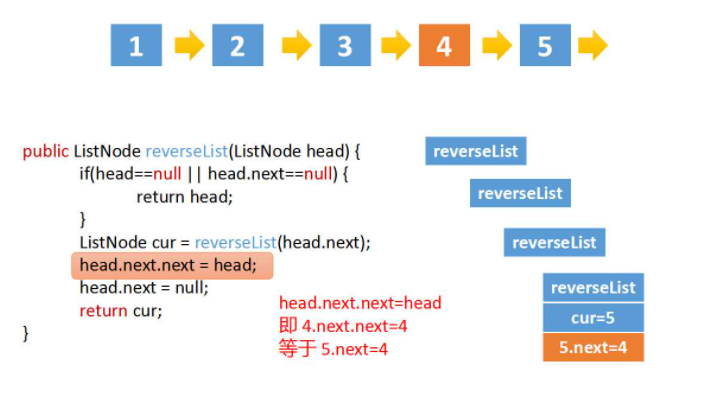 1 2 3 4 5
public ListNode reverseList(ListNode head) {
if(head==null || head.next==null) {
return head;
}
ListNode cur = reverseList(head.next);
head.next.next = head;
head.next = null;
return cur;
}
reverseList
reverseList
reverseList
reverseList
cur=5
5.next=4
head.next.next=head
即 4.next.next=4
等于 5.next=4